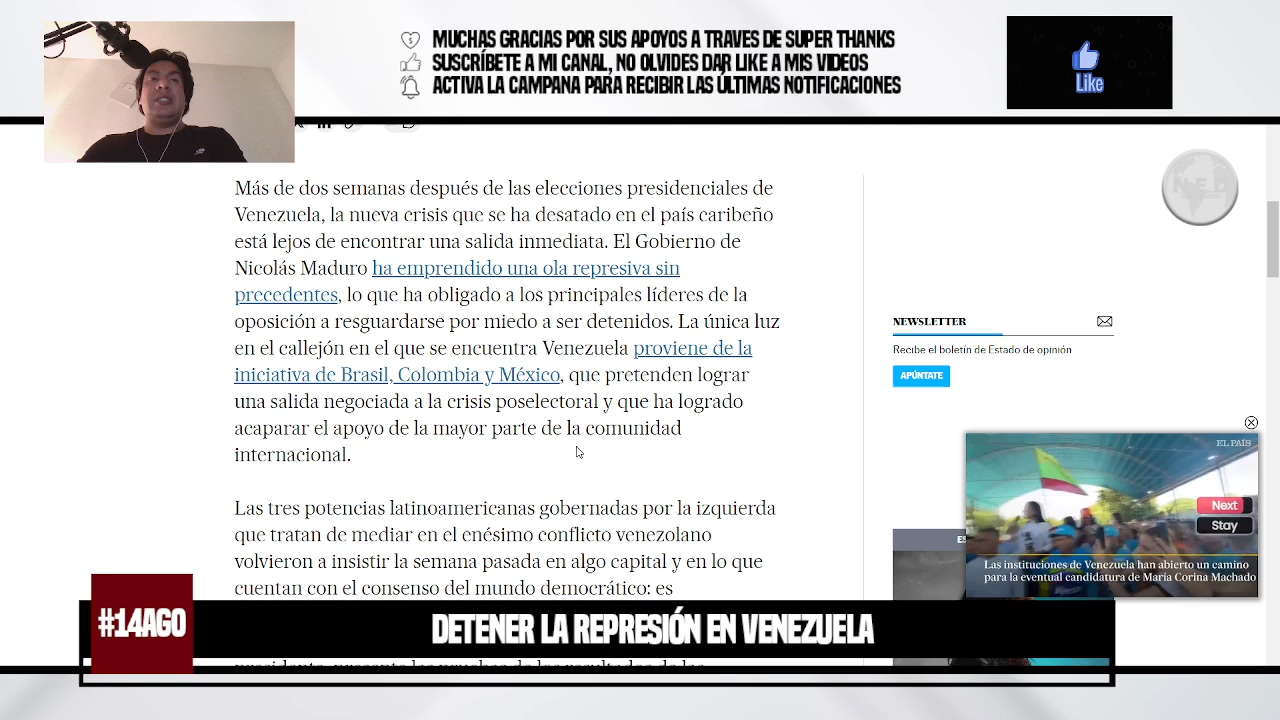 MUCHAS GRACIAS POR SUS APOYOS A TRAVES DE SUPER THANKS
SUSCRÍBETE A MI CANAL, NO OLVIDES DAR LIKE A MIS VIDEOS
ACTIVA LA CAMPANA PARA RECIBIR LAS ÚLTIMAS NOTIFICACIONES
Like
Más de dos semanas después de las elecciones presidenciales de
Venezuela, la nueva crisis que se ha desatado en el país caribeño
está lejos de encontrar una salida inmediata. El Gobierno de
Nicolás Maduro ha emprendido una ola represiva sin
precedentes, lo que ha obligado a los principales líderes de la
oposición a resguardarse por miedo a ser detenidos. La única luz
en el callejón en el que se encuentra Venezuela proviene de la
iniciativa de Brasil, Colombia y México, que pretenden lograr
una salida negociada a la crisis poselectoral y que ha logrado
acaparar el apoyo de la mayor parte de la comunidad
internacional.
Las tres potencias latinoamericanas gobernadas por la izquierda
que tratan de mediar en el enésimo conflicto venezolano
volvieron a insistir la semana pasada en algo capital y en lo que
cuentan con el consenso del mundo democrático: es
NEWSLETTER
Recibe el boletín de Estado de opinión
APÚNTATE
EL PAÍS
Next
Stay
Las instituciones de Venezuela han abierto un camino
para la eventual candidatura de María Corina Machado
#14AGO
DETENER LA REPRESIÓN EN VENEZUELA